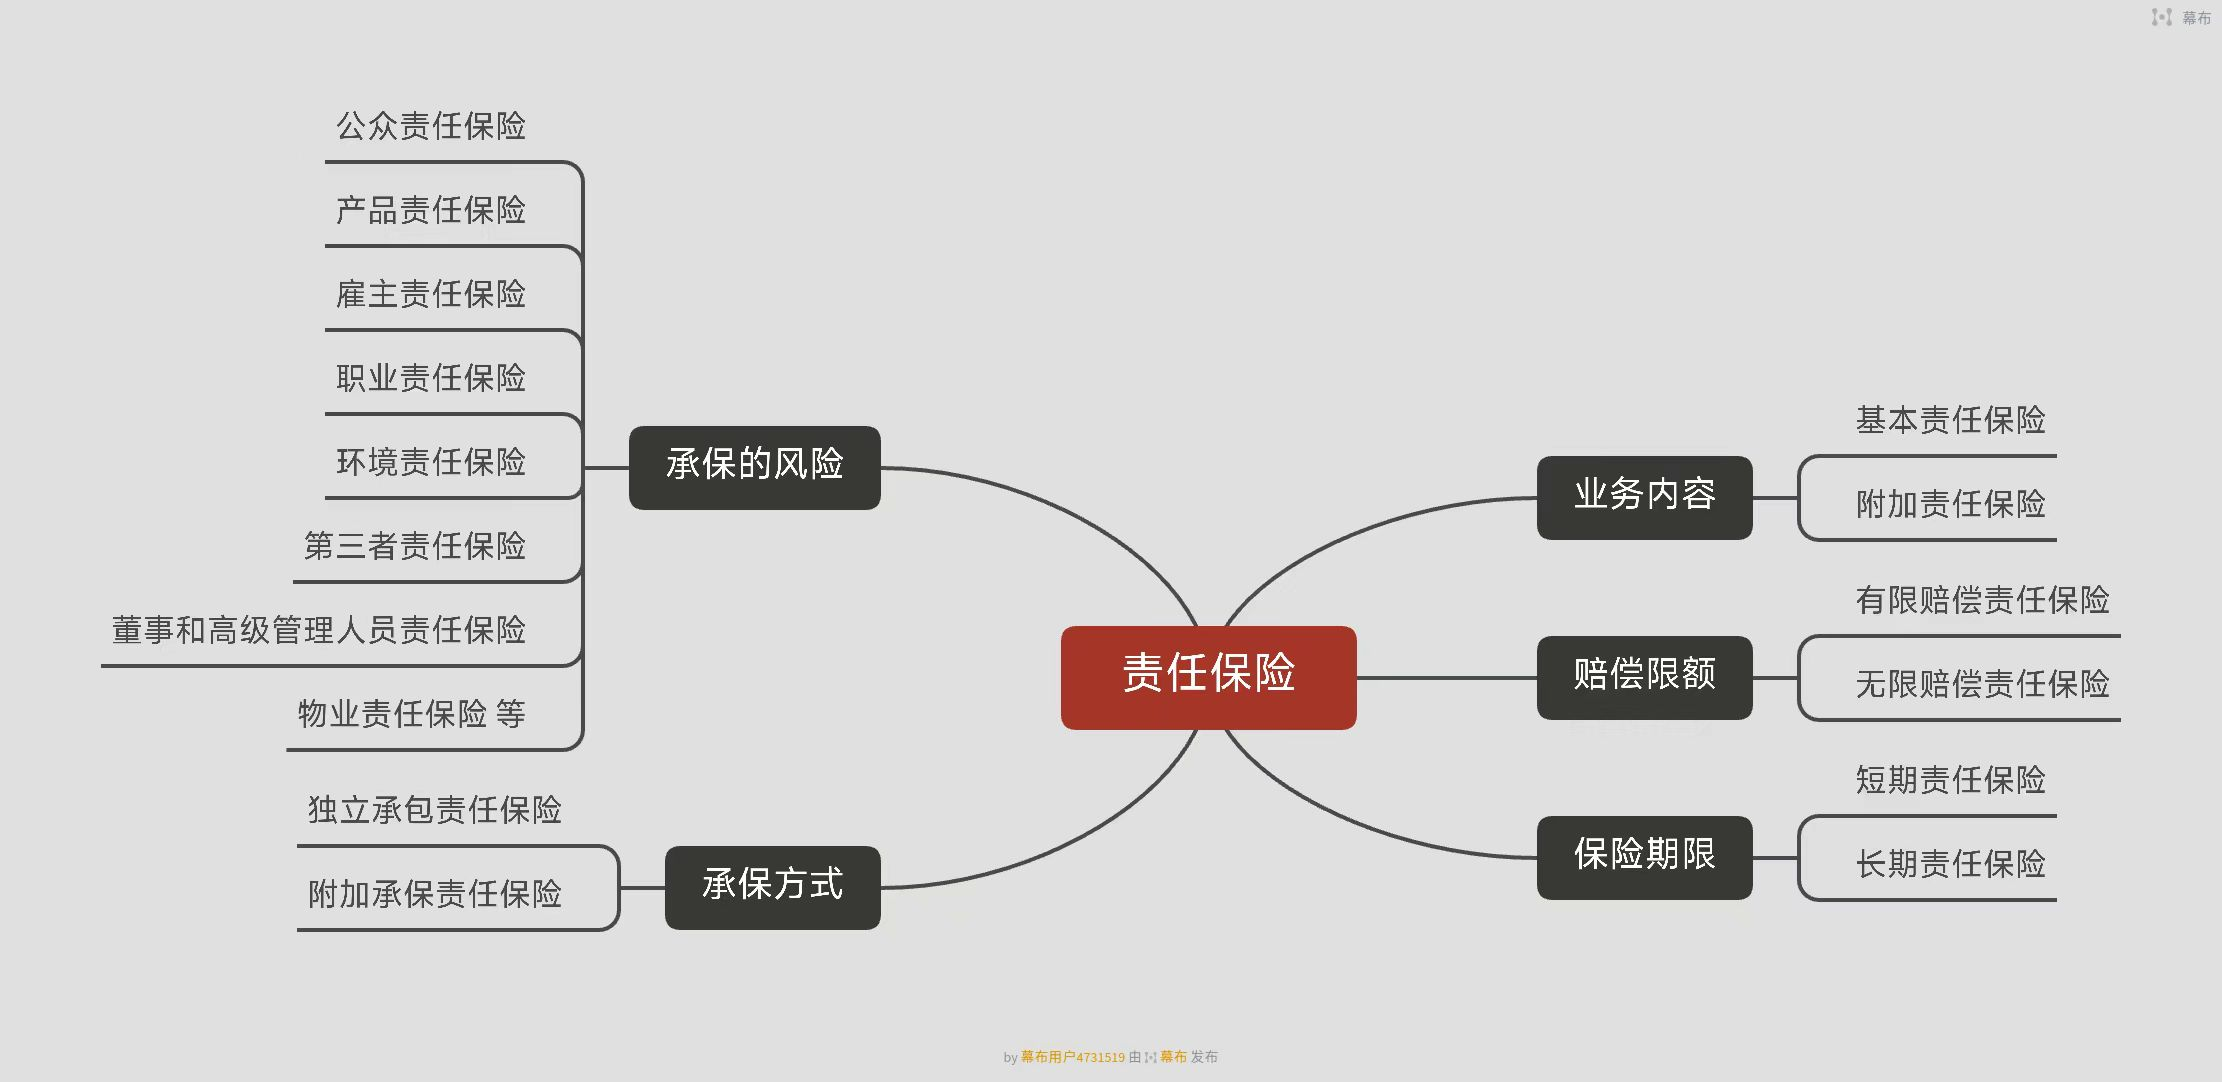 幕布
公众责任保险
产品责任保险
雇主责任保险
职业责任保险
环境责任保险
第三者责任保险
董事和高级管理人员责任保险
物业责任保险 等
承保的风险
独立承包责任保险
附加承保责任保险
承保方式
责任保险
业务内容
基本责任保险
附加责任保险
赔偿限额
有限赔偿责任保险
无限赔偿责任保险
保险期限
短期责任保险
长期责任保险
by 幕布用户4731519 由 幕布 发布